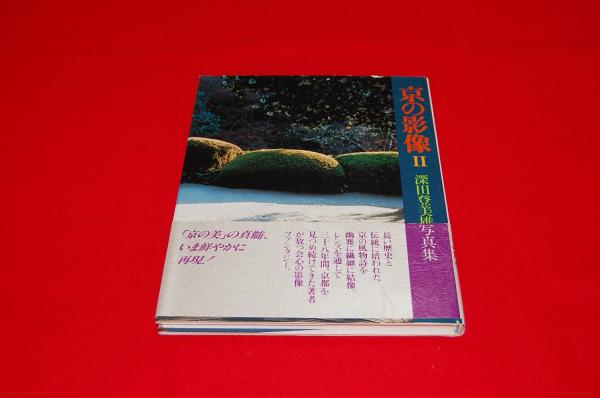 京の影像 II
深田登美雄写真集
長い歴史と
伝統に培われた
京の風物詩を
幽雅に繊細に結像
レンズを通して
三十八年間、京都を
見つめ続けてきた著者
が放つ会心の影像
ファンタジー。
「京の美」の真髄、
いま鮮やかに
再現!